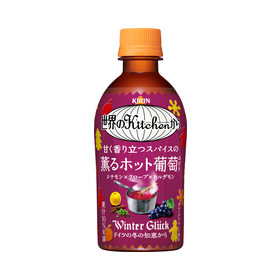 KIRIN
世界のKitchenから
甘く香り立つスパイスの
薫るホット葡萄
シナモン×クローブ×カルダモン
Winter Glück
ドイツの冬の知恵から